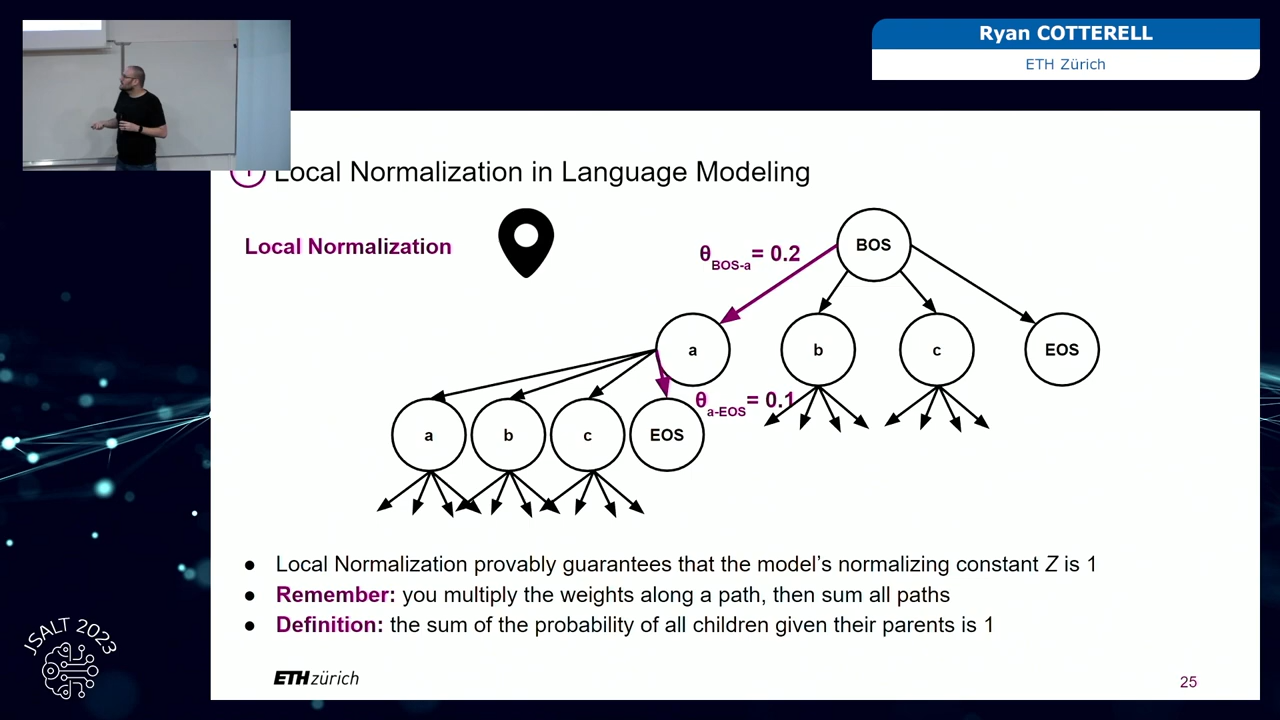 Ryan COTTERELL
ETH Zürich
1 Local Normalization in Language Modeling
Local Normalization
BOS
θBOS-a= 0.2
a
b
c
EOS
θa-EOS= 0.1
a
b
c
EOS
● Local Normalization provably guarantees that the model's normalizing constant Z is 1
● Remember: you multiply the weights along a path, then sum all paths
● Definition: the sum of the probability of all children given their parents is 1
JSALT 2023
ETH zürich
25